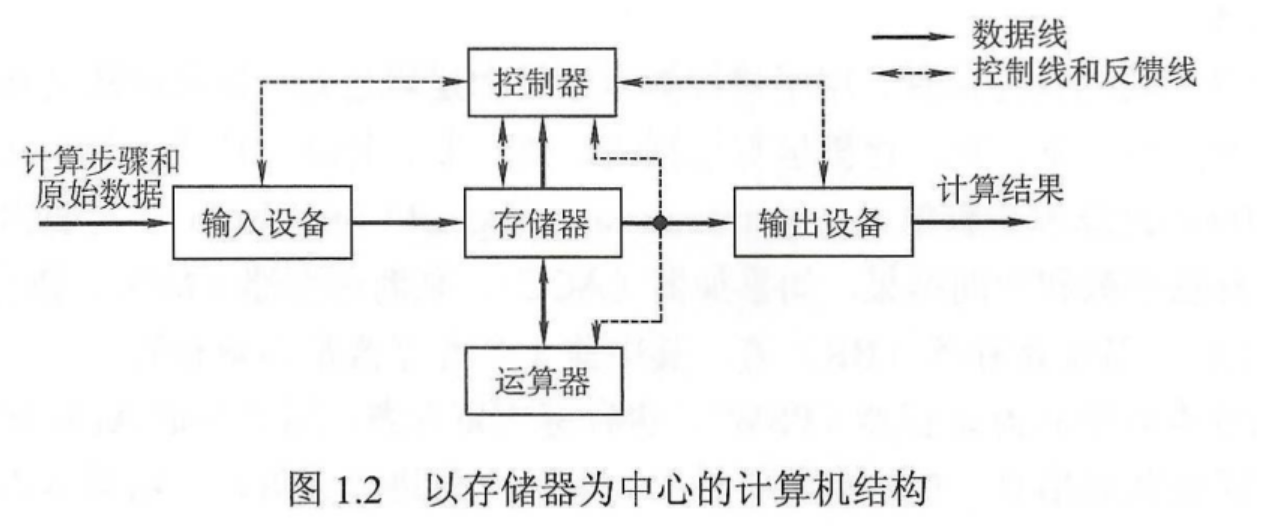 数据线
控制线和反馈线
控制器
计算步骤和
原始数据
输入设备
存储器
输出设备
计算结果
运算器
图 1.2 以存储器为中心的计算机结构